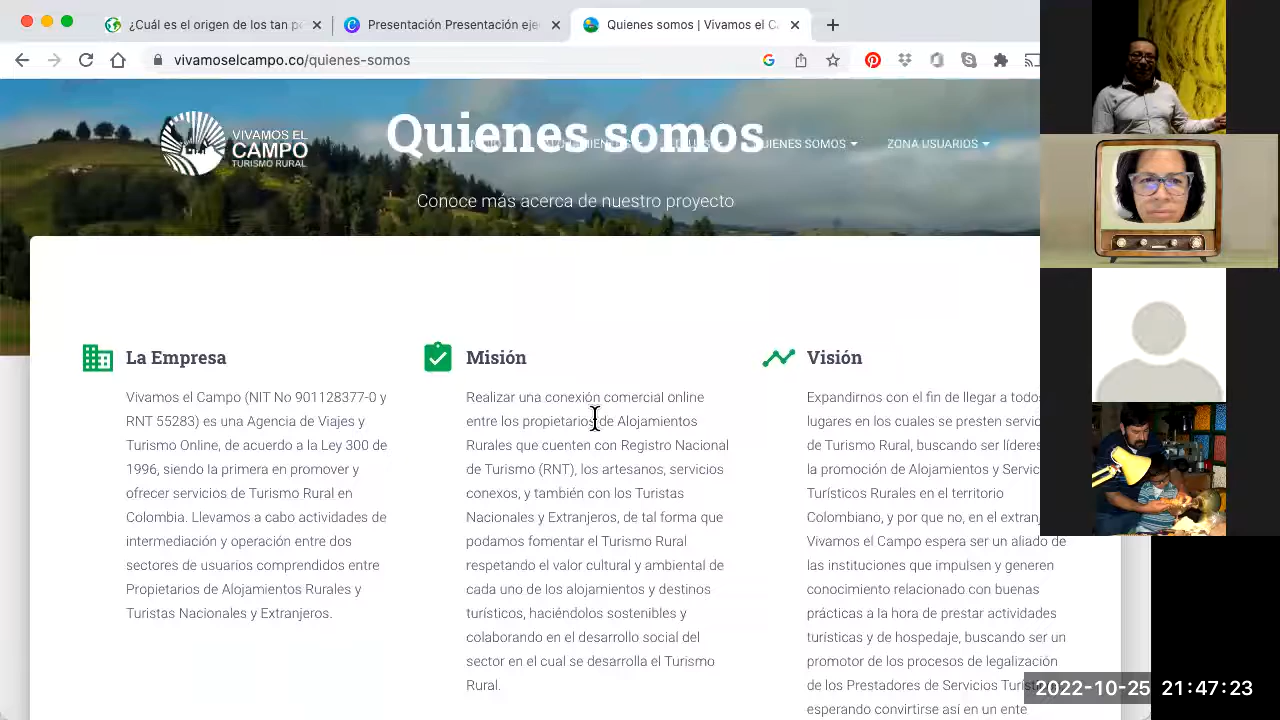 ¿Cuál es el origen de los tan po
Presentación Presentación eje
Quienes somos | Vivamos el C
vivamoselcampo.co/quienes-somos
VIVAMOS EL
CAMPO
TURISMO RURAL
Quienes somos
QUIENES SOMOS
ZONA USUARIOS
Conoce más acerca de nuestro proyecto
La Empresa
Vivamos el Campo (NIT No 901128377-0 y
RNT 55283) es una Agencia de Viajes y
Turismo Online, de acuerdo a la Ley 300 de
1996, siendo la primera en promover y
ofrecer servicios de Turismo Rural en
Colombia. Llevamos a cabo actividades de
intermediación y operación entre dos
sectores de usuarios comprendidos entre
Propietarios de Alojamientos Rurales y
Turistas Nacionales y Extranjeros.
Misión
Realizar una conexión comercial online
entre los propietarios de Alojamientos
Rurales que cuenten con Registro Nacional
de Turismo (RNT), los artesanos, servicios
conexos, y también con los Turistas
Nacionales y Extranjeros, de tal forma que
podamos fomentar el Turismo Rural
respetando el valor cultural y ambiental de
cada uno de los alojamientos y destinos
turísticos, haciéndolos sostenibles y
colaborando en el desarrollo social del
sector en el cual se desarrolla el Turismo
Rural.
Visión
Expandirnos con el fin de llegar a todo
lugares en los cuales se presten servic
de Turismo Rural, buscando ser lídere
la promoción de Alojamientos y Servic
Turísticos Rurales en el territorio
Colombiano, y por que no, en el extran
Vivamos el Campo espera ser un aliado de
las instituciones que impulsen y generen
conocimiento relacionado con buenas
prácticas a la hora de prestar actividades
turísticas y de hospedaje, buscando ser un
promotor de los procesos de legalización
de los Prestadores de Servicios Turísti
esperando convertirse así en un ente
2022-10-25 21:47:23